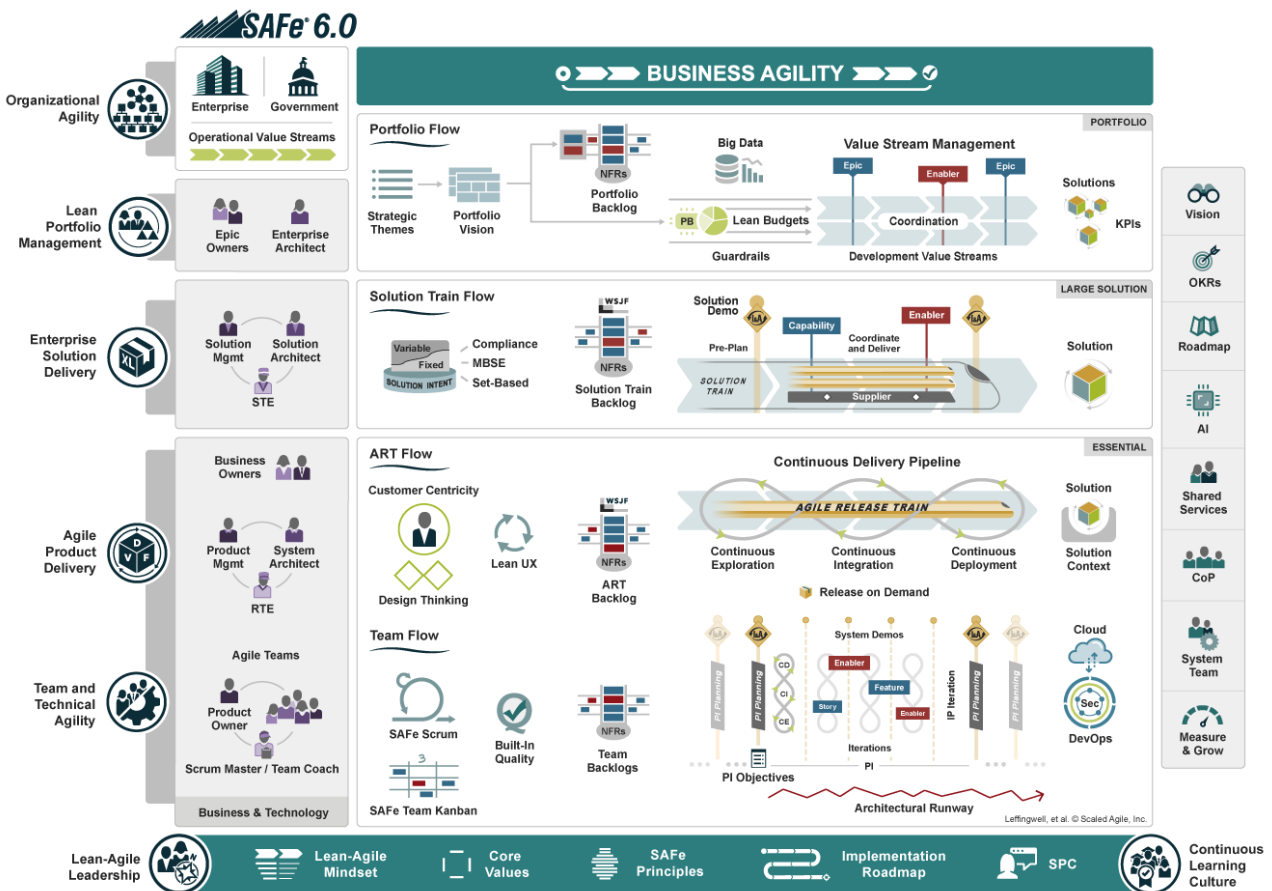 SAFe® 6.0
Organizational
Agility
Enterprise
Government
Operational Value Streams
BUSINESS AGILITY
Lean
Portfolio
Management
Epic
Owners
Enterprise
Architect
PORTFOLIO
Portfolio Flow
Strategic
Themes
Portfolio
Vision
NFRs
Portfolio
Backlog
Big Data
PB
Lean Budgets
Guardrails
Value Stream Management
Epic
Enabler
Epic
Coordination
Development Value Streams
Solutions
KPIs
Enterprise
Solution
Delivery
XL
Solution
Mgmt
Solution
Architect
STE
LARGE SOLUTION
Solution Train Flow
Variable
Fixed
SOLUTION INTENT
Compliance
MBSE
Set-Based
WSJF
NFRs
Solution Train
Backlog
Solution
Demo
I&A
Pre-Plan
Capability
Coordinate
and Deliver
Enabler
I&A
SOLUTION
TRAIN
Supplier
Solution
Agile
Product
Delivery
D
V
F
Business
Owners
Product
Mgmt
System
Architect
RTE
ESSENTIAL
ART Flow
Customer Centricity
Lean UX
Design Thinking
WSJF
NFRs
ART
Backlog
Continuous Delivery Pipeline
AGILE RELEASE TRAIN
Continuous
Exploration
Continuous
Integration
Continuous
Deployment
Release on Demand
Solution
Solution
Context
Team and
Technical
Agility
Agile Teams
Product
Owner
Scrum Master / Team Coach
Business & Technology
Team Flow
SAFe Scrum
Built-In
Quality
3
SAFe Team Kanban
NFRs
Team
Backlogs
I&A
I&A
I&A
I&A
PI Planning
PI Planning
PI Planning
PI Planning
CD
CI
CE
System Demos
Enabler
Feature
Story
Enabler
IP Iteration
Iterations
PI
PI Objectives
Architectural Runway
Cloud
Sec
DevOps
Leffingwell, et al. © Scaled Agile, Inc.
Vision
OKRs
Roadmap
AI
Shared
Services
CoP
System
Team
Measure
& Grow
Lean-Agile
Leadership
Lean-Agile
Mindset
Core
Values
SAFe
Principles
Implementation
Roadmap
SPC
Continuous
Learning
Culture